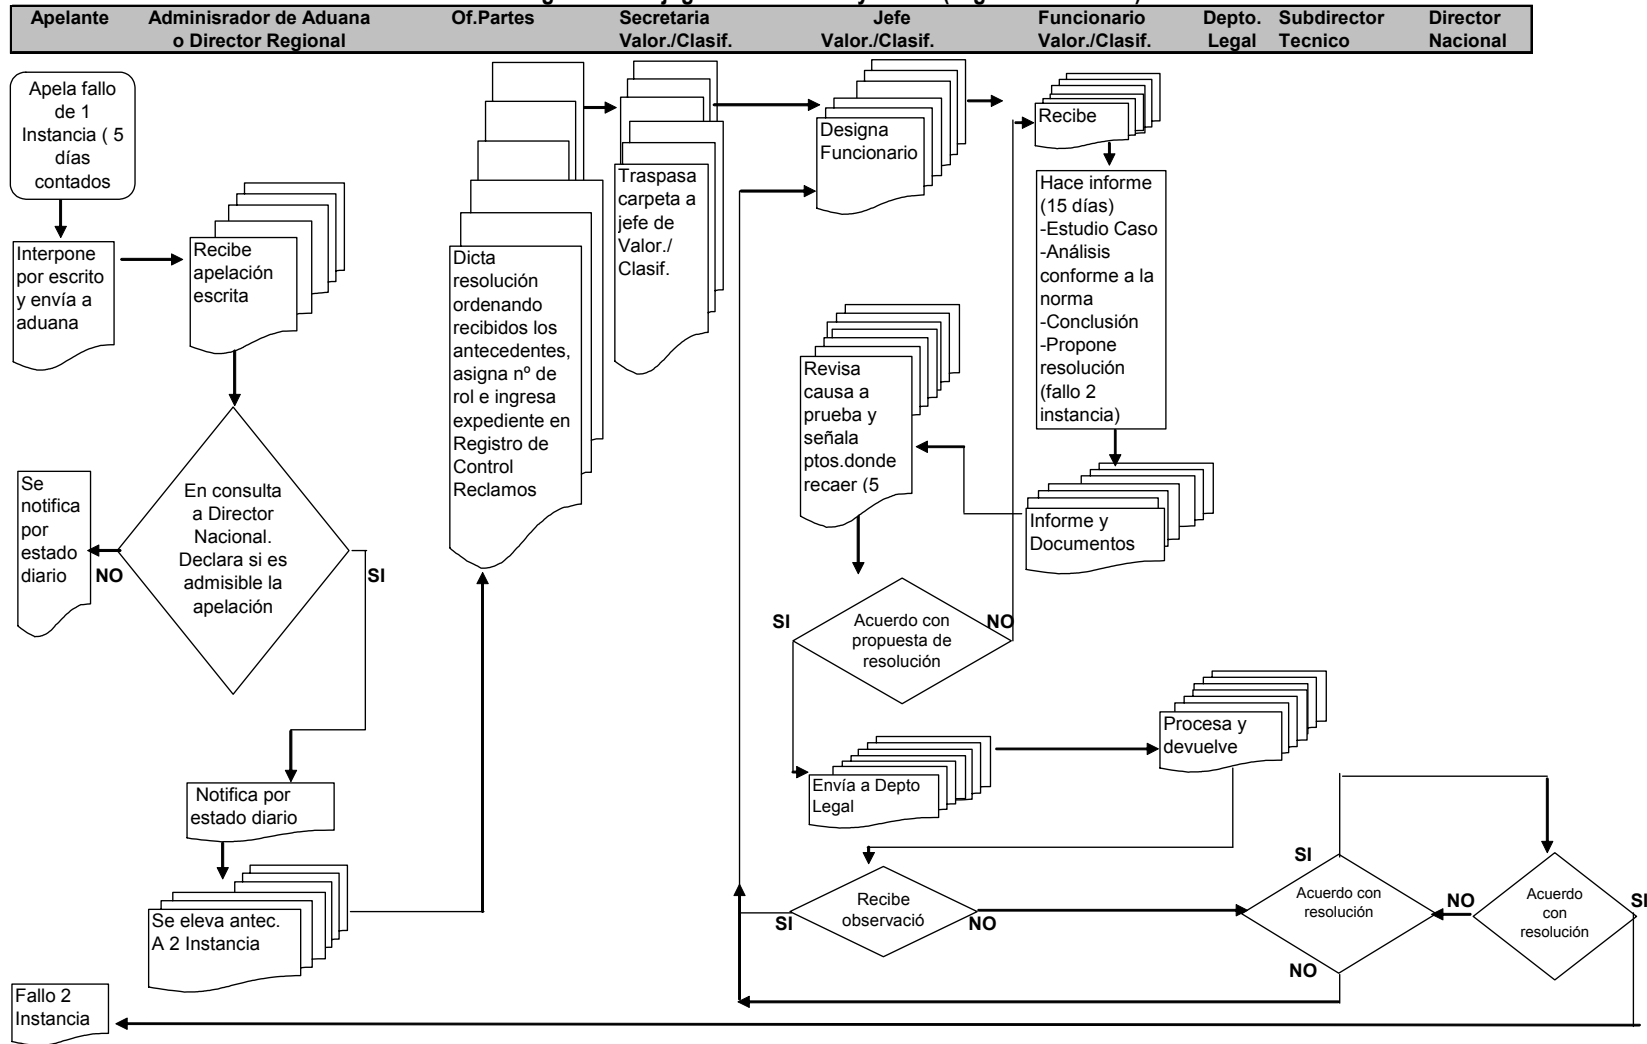 Apelante
Adminisrador de Aduana
o Director Regional
Of.Partes
Secretaria
Valor./Clasif.
Jefe
Valor./Clasif.
Funcionario
Valor./Clasif.
Depto.
Legal
Subdirector
Tecnico
Director
Nacional
Apela fallo
de 1
Instancia ( 5
días
contados
Interpone
por escrito
y envía a
aduana
Recibe
apelación
escrita
En consulta
a Director
Nacional.
Declara si es
admisible la
apelación
NO
SI
Se
notifica
por
estado
diario
Notifica por
estado diario
Se eleva antec.
A 2 Instancia
Dicta
resolución
ordenando
recibidos los
antecedentes,
asigna nº de
rol e ingresa
expediente en
Registro de
Control
Reclamos
Traspasa
carpeta a
jefe de
Valor./
Clasif.
Designa
Funcionario
Recibe
Hace informe
(15 días)
-Estudio Caso
-Análisis
conforme a la
norma
-Conclusión
-Propone
resolución
(fallo 2
instancia)
Informe y
Documentos
Revisa
causa a
prueba y
señala
ptos.donde
recaer (5
Acuerdo con
propuesta de
resolución
SI
NO
Envía a Depto
Legal
Procesa y
devuelve
Recibe
observació
SI
NO
Acuerdo con
resolución
SI
NO
Acuerdo
con
resolución
NO
SI
Fallo 2
Instancia